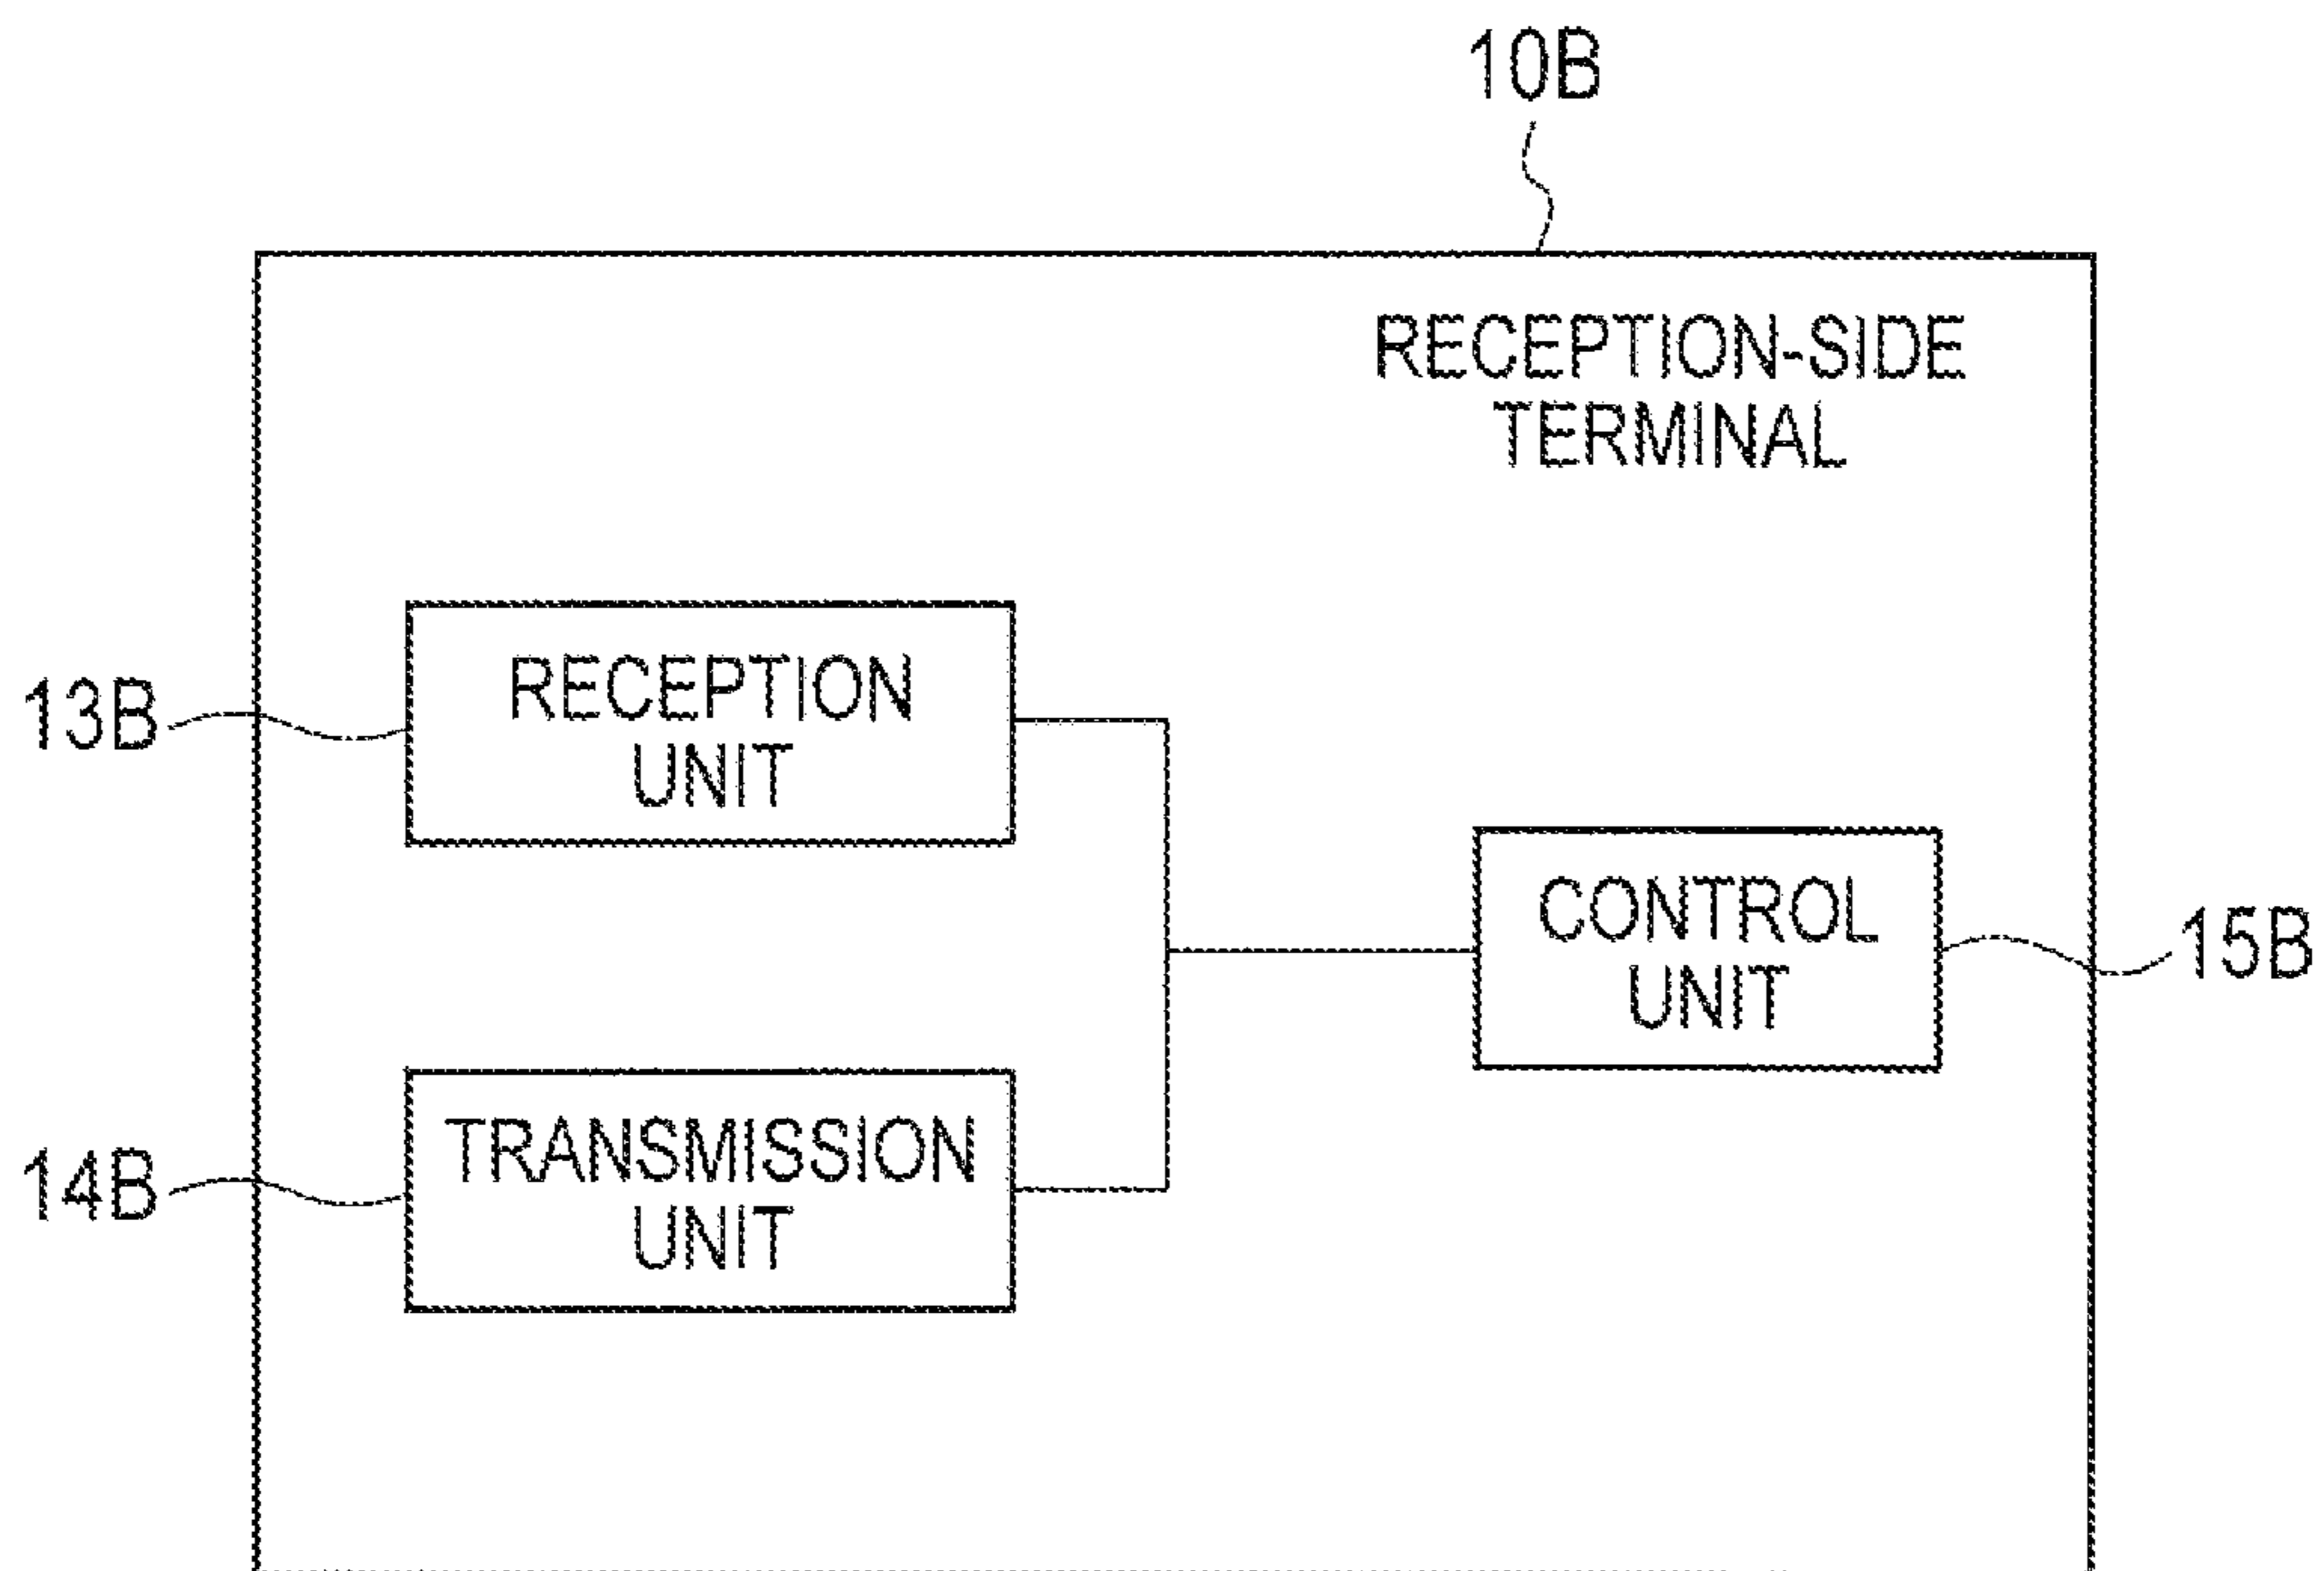 10B
RECEPTION-SIDE
TERMINAL
13B
RECEPTION
UNIT
CONTROL
UNIT
15B
14B
TRANSMISSION
UNIT